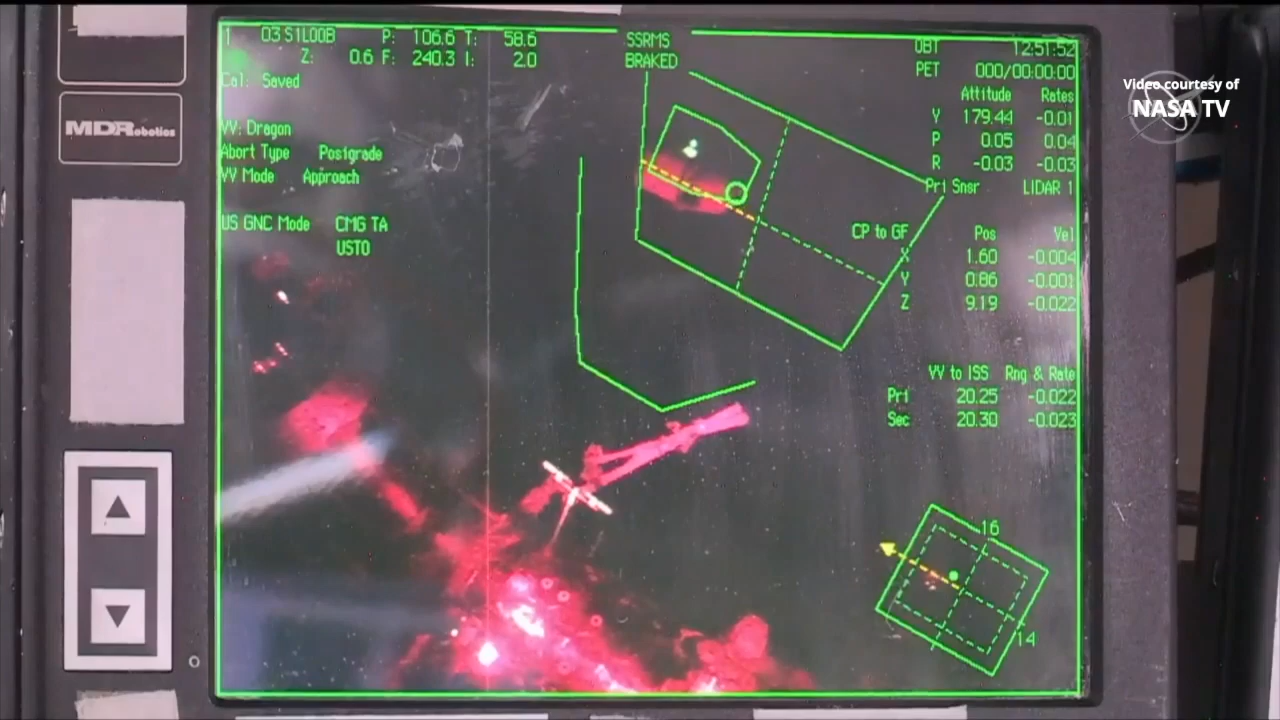 1 03 S1L00B P: 106.6 T: 58.6
Z: 0.6 F: 240.3 I: 2.0
Cal: Saved
VV: Dragon
Abort Type Posigrade
VV Mode Approach
US GNC Mode CMG TA
USTO
SSRMS
BRAKED
OBT 12:51:52
PET 000/00:00:00
Attitude Rates
Y 179.44 -0.01
P 0.05 0.04
R -0.03 -0.03
Pri Snsr LIDAR 1
CP to GF Pos Vel
X 1.60 -0.004
Y 0.86 -0.001
Z 9.19 -0.022
VV to ISS Rng & Rate
Pri 20.25 -0.022
Sec 20.30 -0.023
16
14
MDRobotics
Video courtesy of
NASA TV